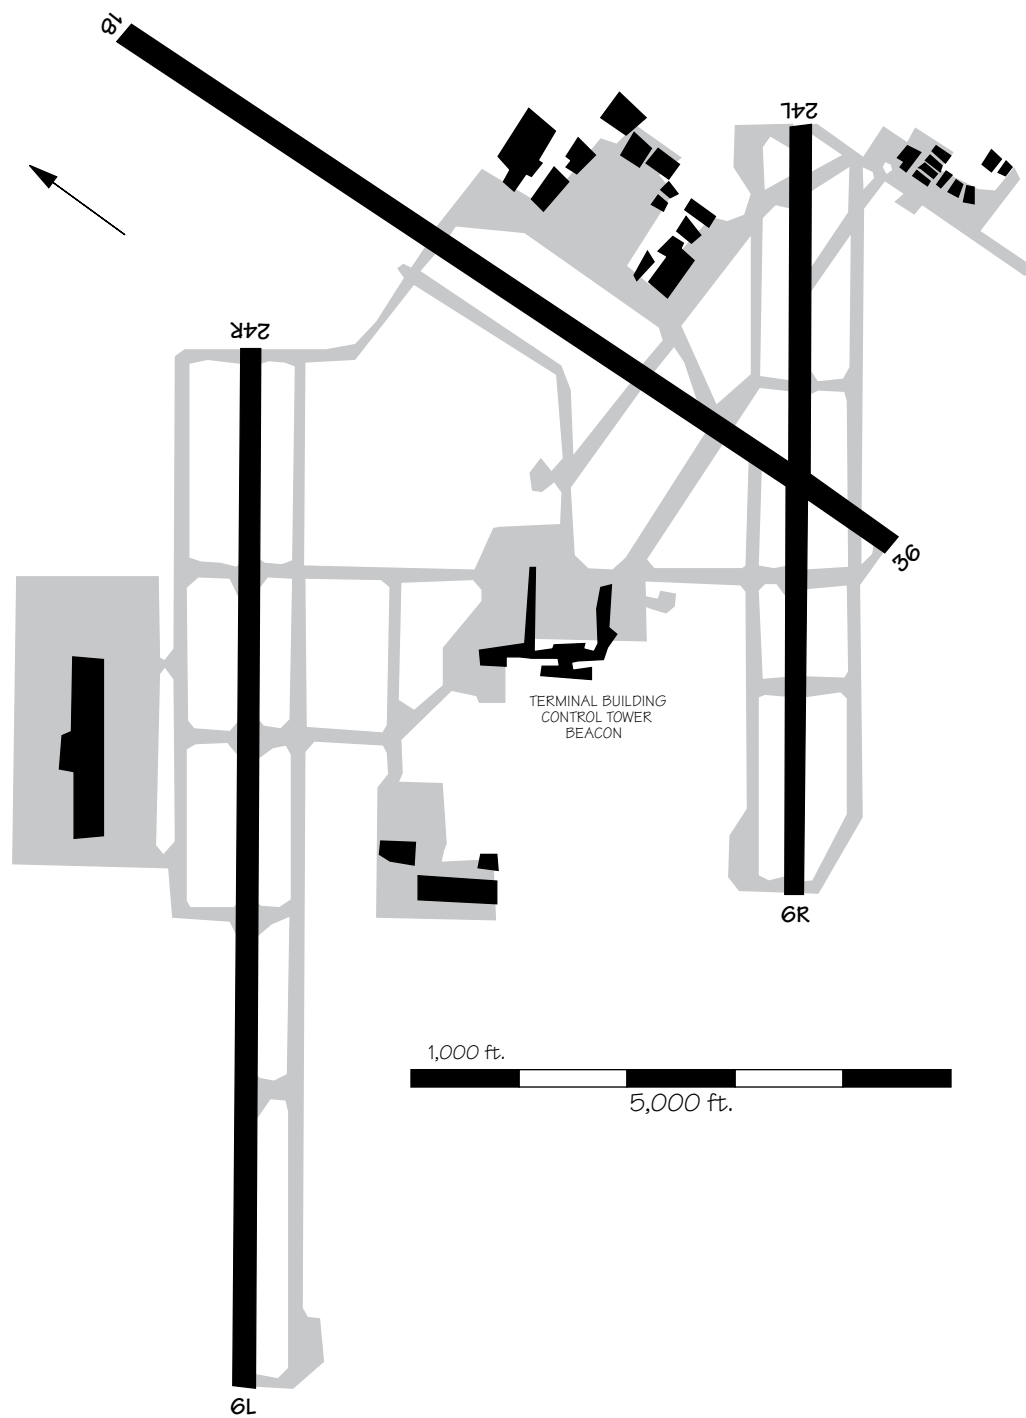 18
24L
24R
36
TERMINAL BUILDING
CONTROL TOWER
BEACON
6R
1,000 ft.
5,000 ft.
6L